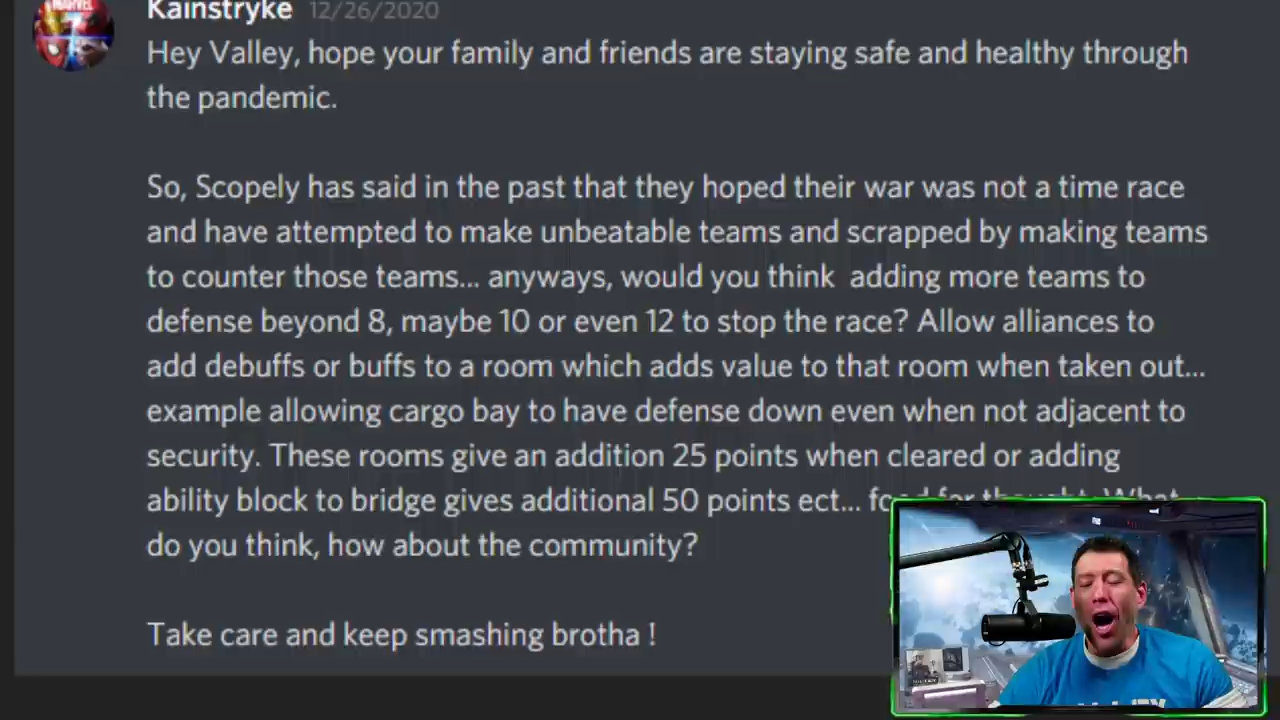 MARVEL
Kainstryke 12/26/2020
Hey Valley, hope your family and friends are staying safe and healthy through
the pandemic.
So, Scopely has said in the past that they hoped their war was not a time race
and have attempted to make unbeatable teams and scrapped by making teams
to counter those teams... anyways, would you think  adding more teams to
defense beyond 8, maybe 10 or even 12 to stop the race? Allow alliances to
add debuffs or buffs to a room which adds value to that room when taken out...
example allowing cargo bay to have defense down even when not adjacent to
security. These rooms give an addition 25 points when cleared or adding
ability block to bridge gives additional 50 points ect... food for thought. What
do you think, how about the community?
Take care and keep smashing brotha !